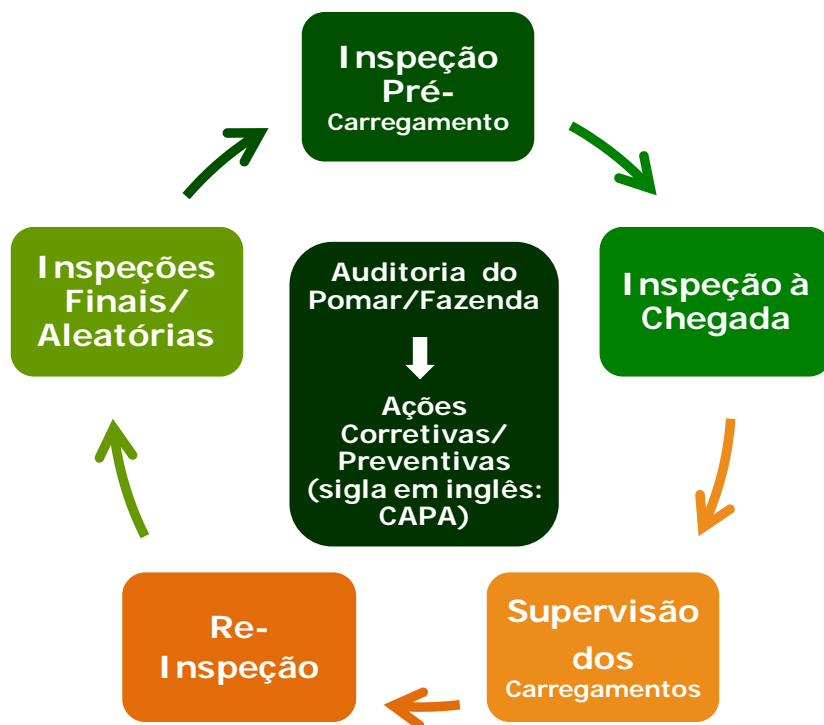 Inspeção
Pré-
Carregamento
Inspeções
Finais/
Aleatórias
Auditoria do
Pomar/Fazenda
Ações
Corretivas/
Preventivas
(sigla em inglês:
CAPA)
Inspeção à
Chegada
Re-
Inspeção
Supervisão
dos
Carregamentos